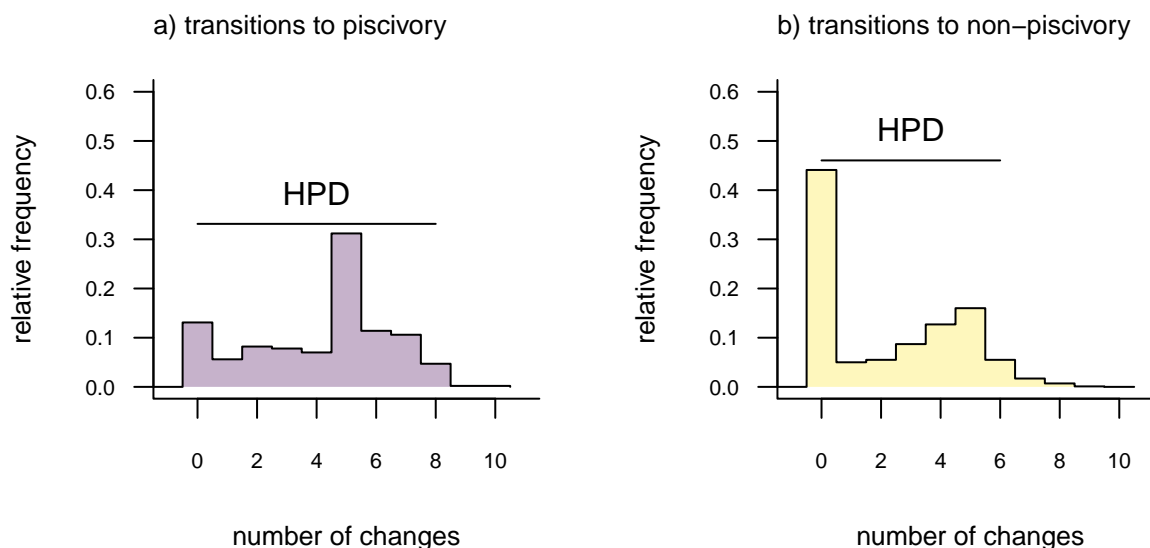 a) transitions to piscivory
relative frequency
0.6
0.5
0.4
0.3
0.2
0.1
0.0
HPD
0 2 4 6 8 10
number of changes
b) transitions to non−piscivory
relative frequency
0.6
0.5
0.4
0.3
0.2
0.1
0.0
HPD
0 2 4 6 8 10
number of changes